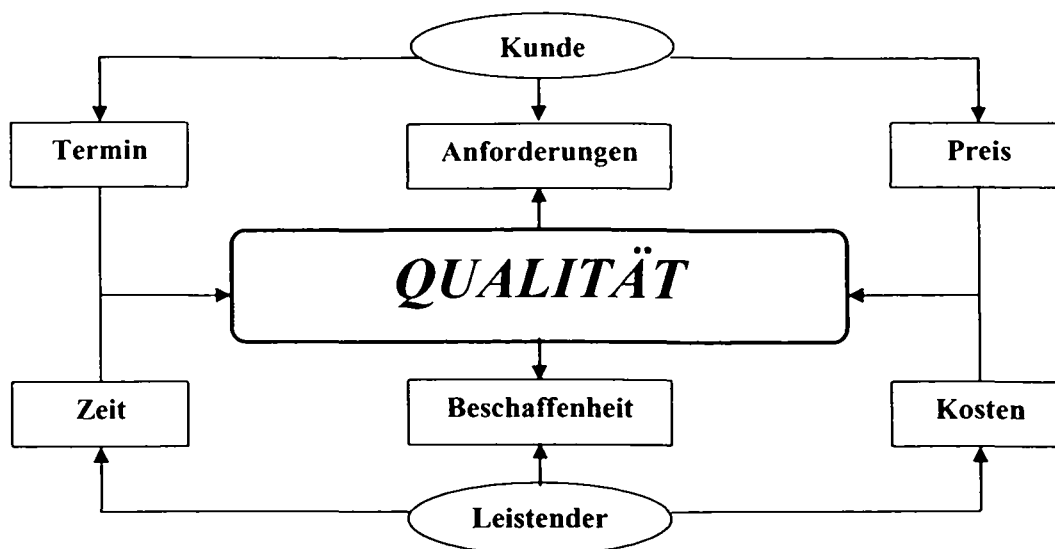 Kunde
Termin
Anforderungen
Preis
QUALITÄT
Zeit
Beschaffenheit
Kosten
Leistender